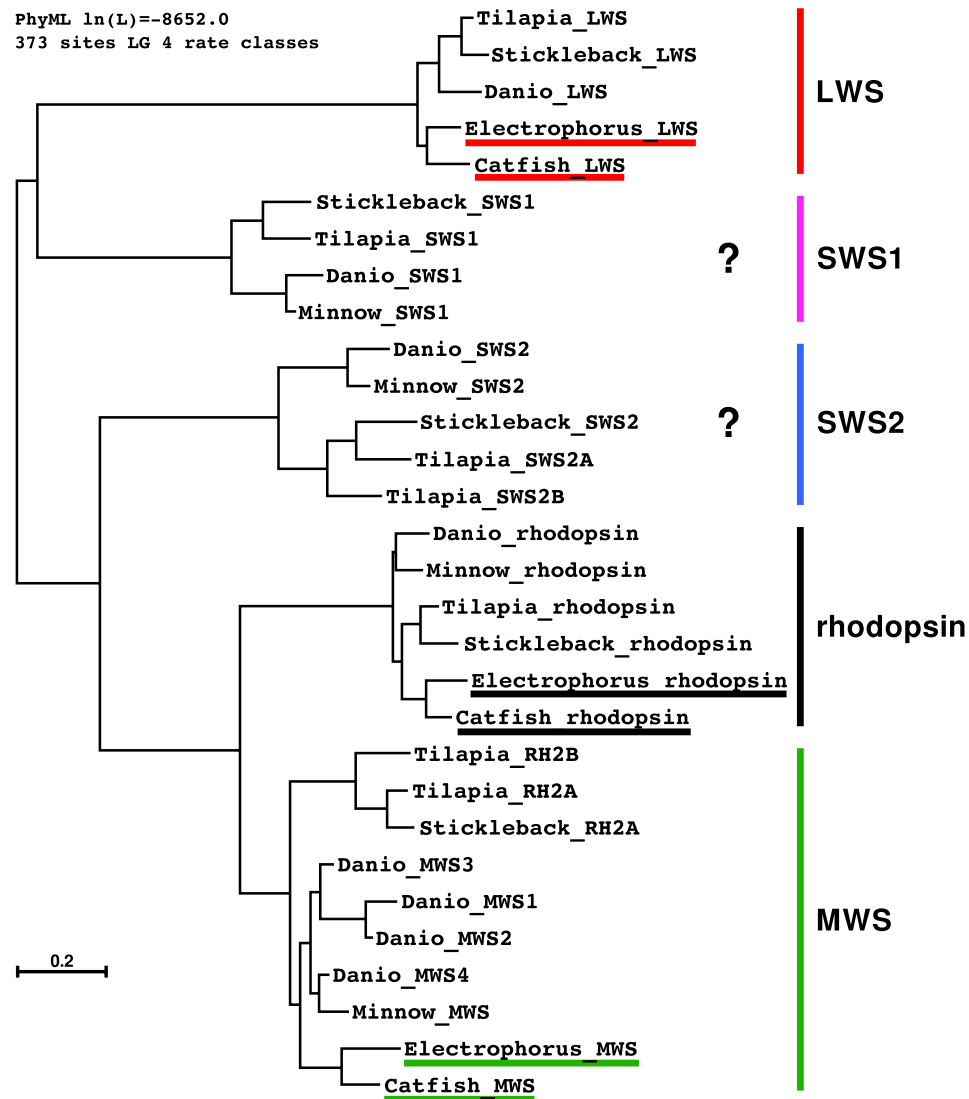 PhyML ln(L)=-8652.0
373 sites LG 4 rate classes
Tilapia_LWS
Stickleback_LWS
Danio_LWS
Electrophorus_LWS
Catfish_LWS
LWS
Stickleback_SWS1
Tilapia_SWS1
Danio_SWS1
Minnow_SWS1
?
SWS1
Danio_SWS2
Minnow_SWS2
Stickleback_SWS2
Tilapia_SWS2A
Tilapia_SWS2B
?
SWS2
Danio_rhodopsin
Minnow_rhodopsin
Tilapia_rhodopsin
Stickleback_rhodopsin
Electrophorus_rhodopsin
Catfish_rhodopsin
rhodopsin
Tilapia_RH2B
Tilapia_RH2A
Stickleback_RH2A
Danio_MWS3
Danio_MWS1
Danio_MWS2
Danio_MWS4
Minnow_MWS
Electrophorus_MWS
Catfish_MWS
MWS
0.2